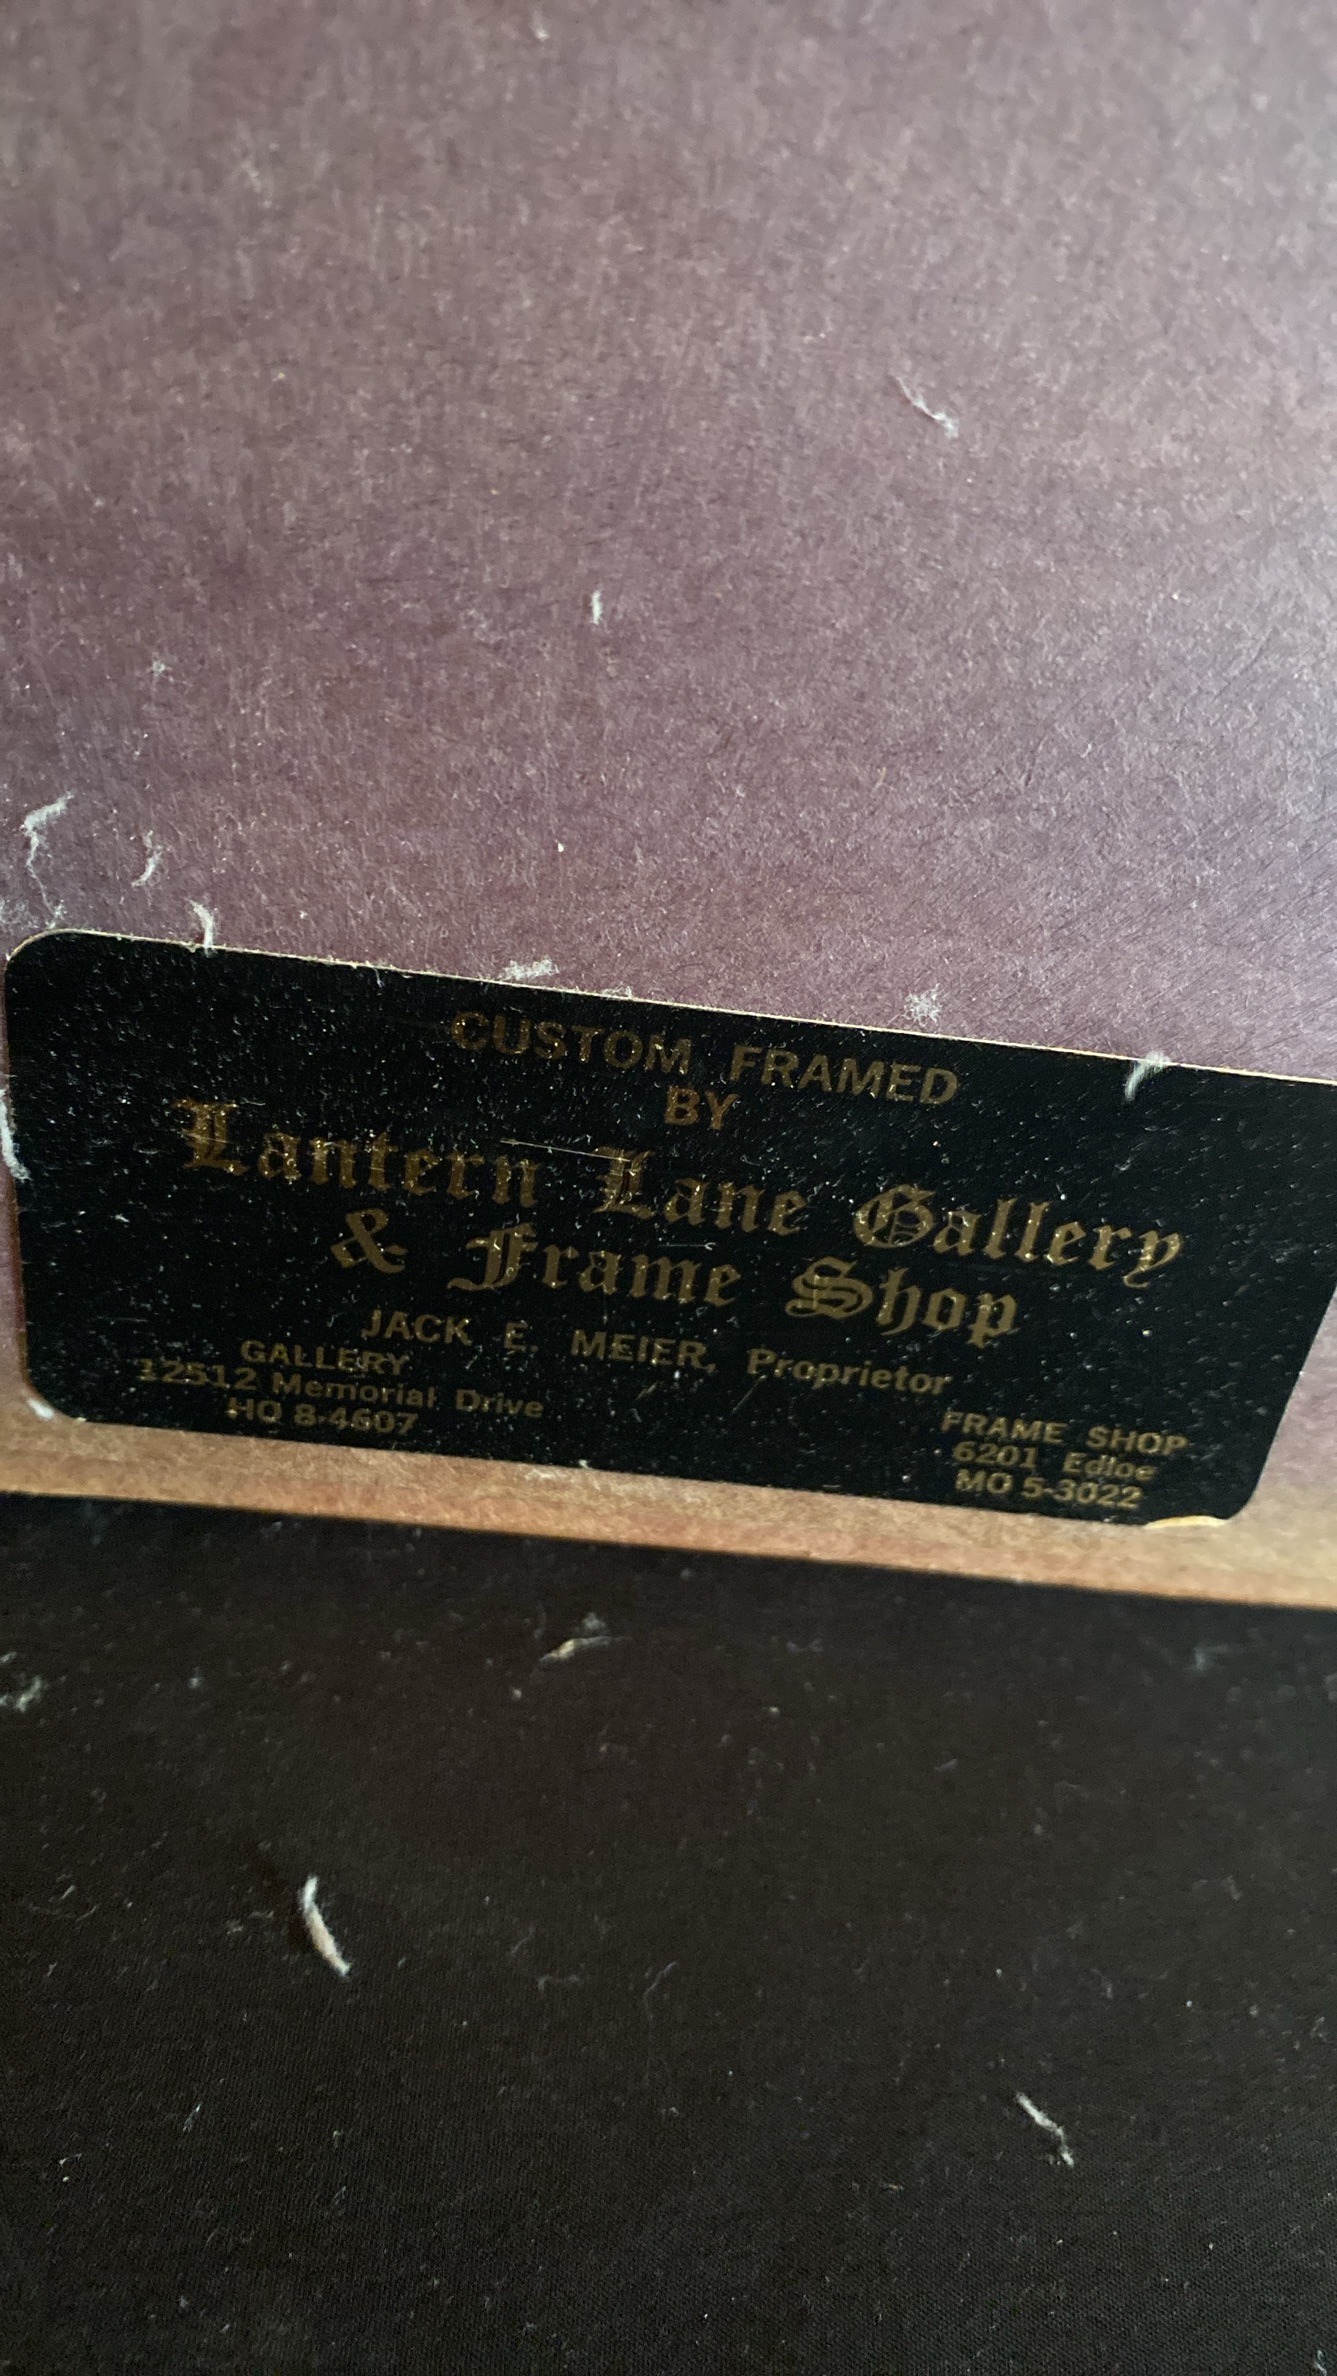 CUSTOM FRAMED
BY
Lantern Lane Gallery
& Frame Shop
JACK E. MEIER, Proprietor
GALLERY
12512 Memorial Drive
HO 8-4607
FRAME SHOP
6201 Edloe
MO 5-3022